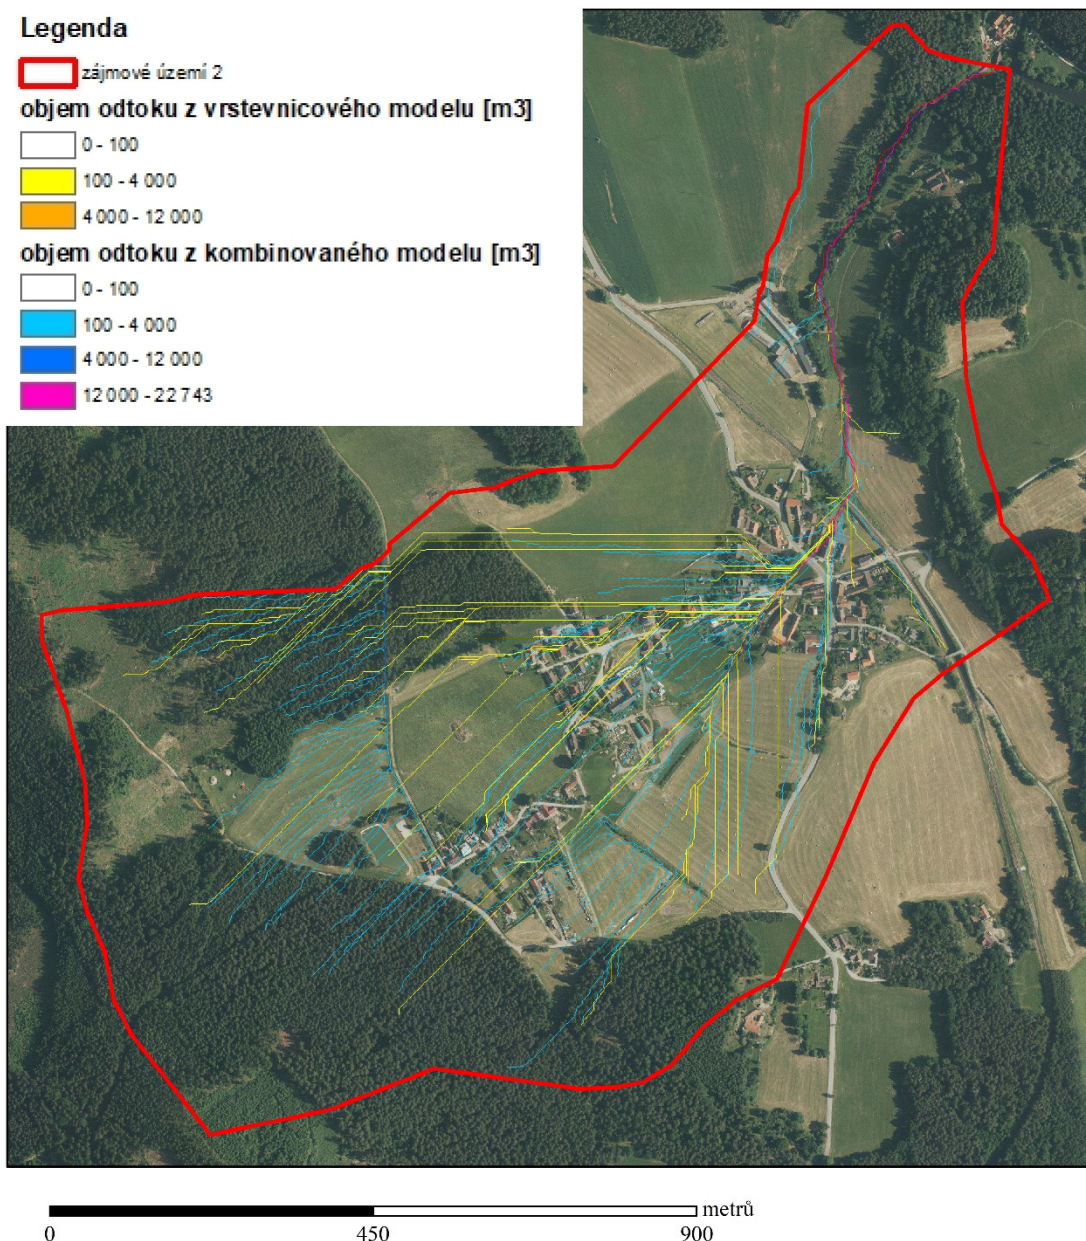 Legenda
zájmové území 2
objem odtoku z vrstevnicového modelu [m3]
0 - 100
100 - 4 000
4 000 - 12 000
objem odtoku z kombinovaného modelu [m3]
0 - 100
100 - 4 000
4 000 - 12 000
12 000 - 22 743
metrů
0 450 900